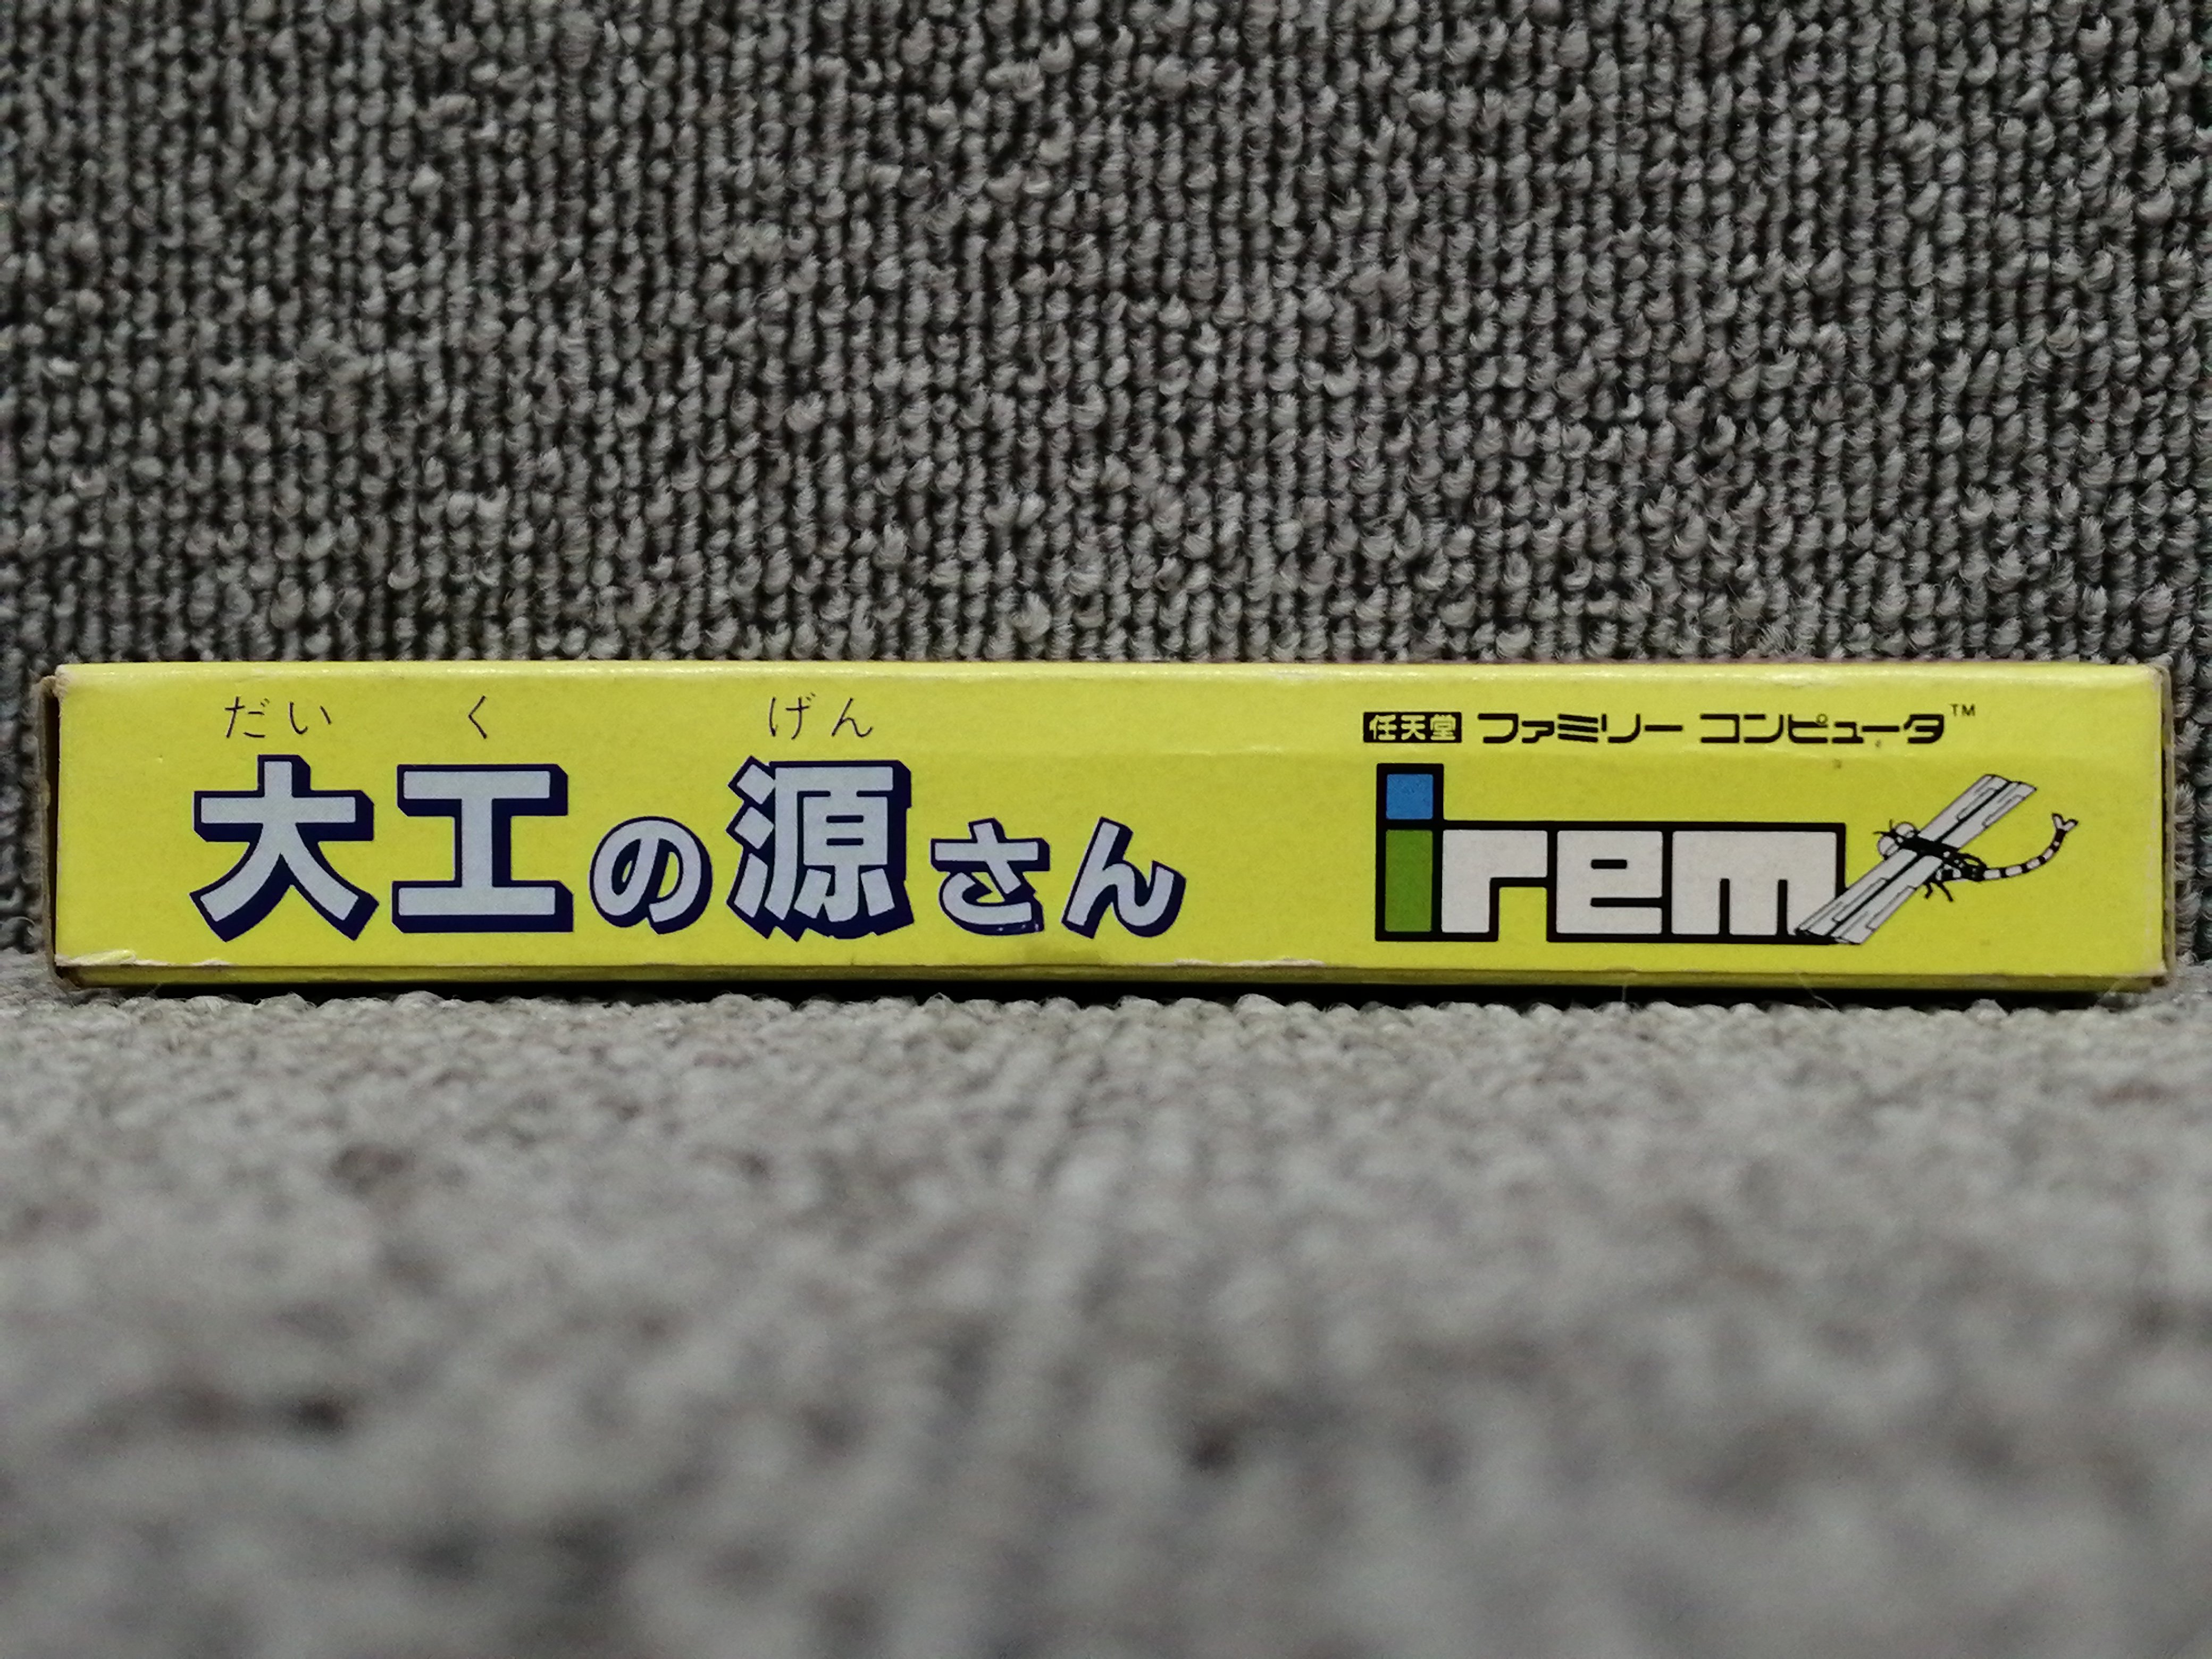 だい く げん
大工の源さん
任天堂 ファミリー コンピュータ™
irem